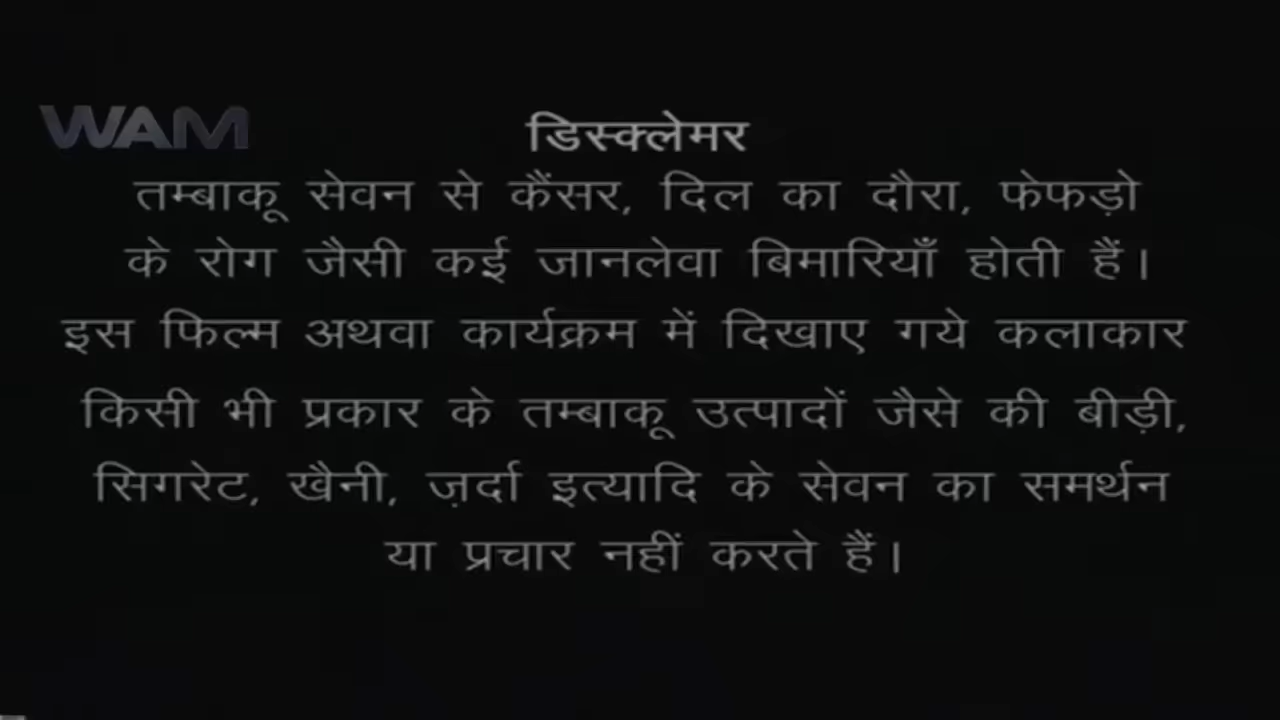 WAM
डिस्क्लेमर
तम्बाकू सेवन से कैंसर, दिल का दौरा, फेफड़ो
के रोग जैसी कई जानलेवा बिमारियाँ होती हैं।
इस फिल्म अथवा कार्यक्रम में दिखाए गये कलाकार
किसी भी प्रकार के तम्बाकू उत्पादों जैसे की बीड़ी,
सिगरेट, खैनी, ज़र्दा इत्यादि के सेवन का समर्थन
या प्रचार नहीं करते हैं।